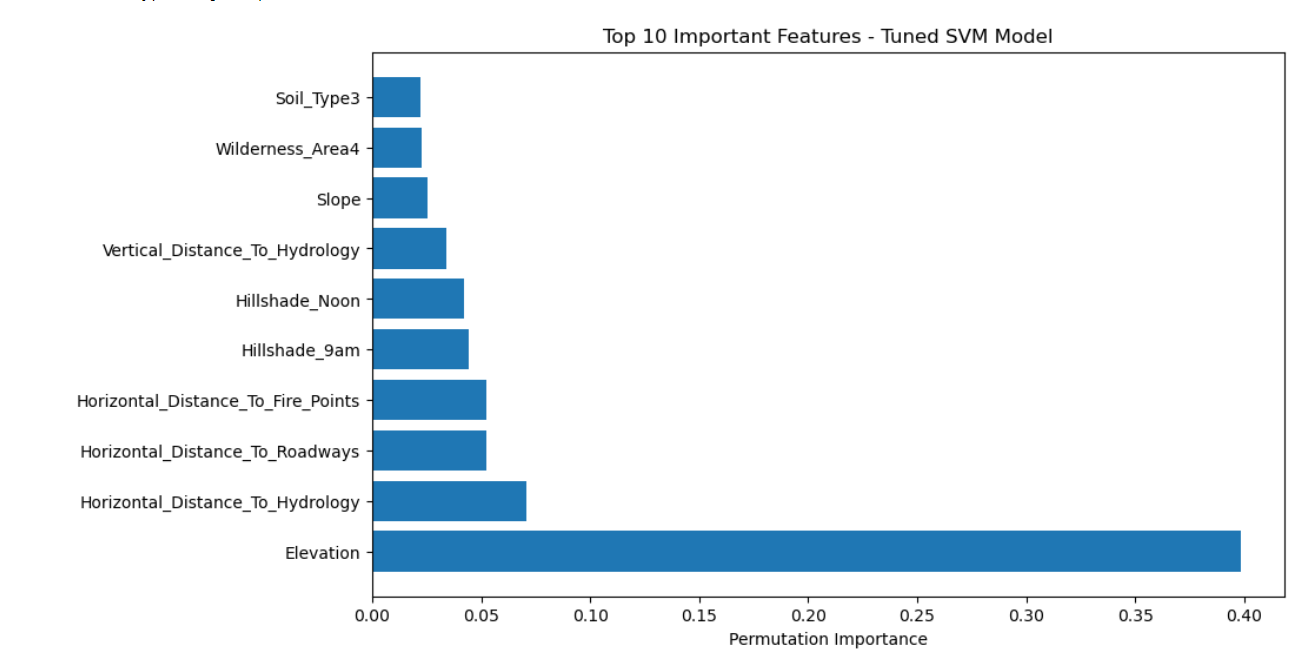 Top 10 Important Features - Tuned SVM Model
Soil_Type3
Wilderness_Area4
Slope
Vertical_Distance_To_Hydrology
Hillshade_Noon
Hillshade_9am
Horizontal_Distance_To_Fire_Points
Horizontal_Distance_To_Roadways
Horizontal_Distance_To_Hydrology
Elevation
0.00 0.05 0.10 0.15 0.20 0.25 0.30 0.35 0.40
Permutation Importance